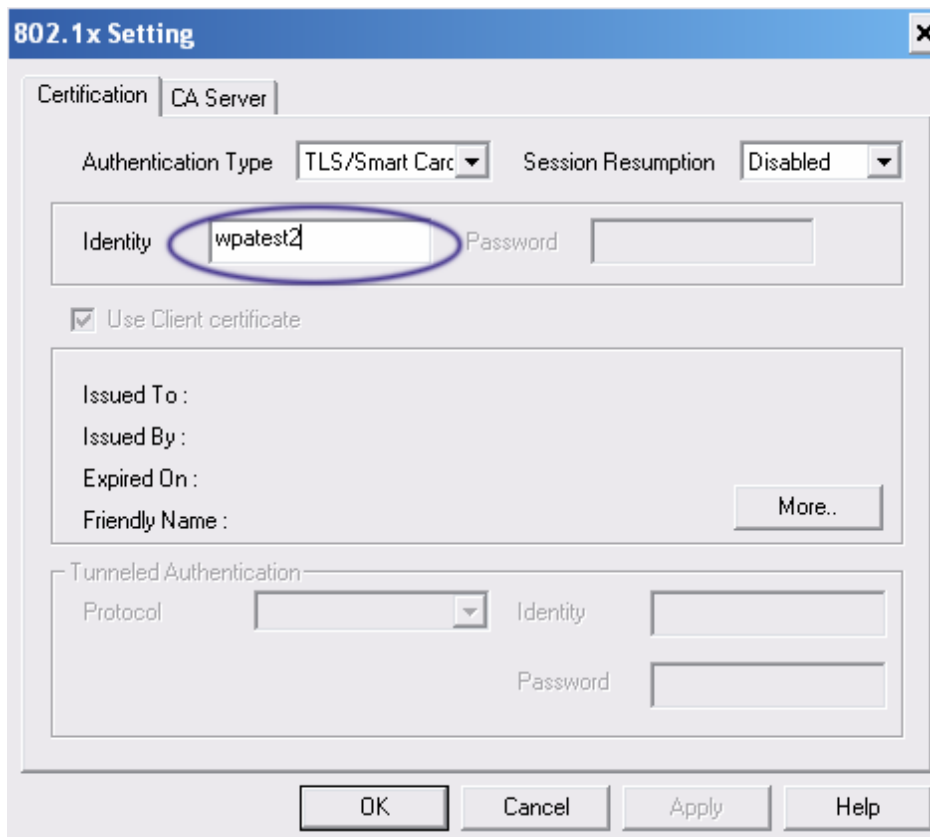 802.1x Setting
Certification CA Server
Authentication Type TLS/Smart Card Session Resumption Disabled
Identity wpatest2 Password
Use Client certificate
Issued To :
Issued By :
Expired On :
Friendly Name :
More..
Tunneled Authentication
Protocol Identity
Password
OK Cancel Apply Help